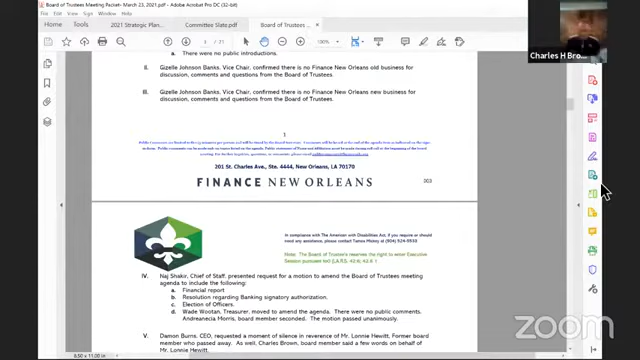 Board of Trustees Meeting Packet- March 23, 2021.pdf - Adobe Acrobat Pro DC (32-bit)
File Edit View Sign Window Help
Home Tools 2021 Strategic Plan... Committee Slate.pdf Board of Trustees M... ×
100%
Charles H Bro...
a. There were no public introductions.
II. Gizelle Johnson Banks, Vice Chair, confirmed there is no Finance New Orleans old business for
discussion, comments and questions from the Board of Trustees.
III. Gizelle Johnson Banks, Vice Chair, confirmed there is no Finance New Orleans new business for
discussion, comments and questions from the Board of Trustees.
1
201 St. Charles Ave., Ste. 4444, New Orleans, LA 70170
FINANCE NEW ORLEANS
003
In compliance with The American with Disabilities Act, if you require or should
need any assistance, please contact Tamos Mistoy at (504) 524-5533
Note: The Board of Trustee's reserves the right to enter Executive
Session pursuant to
IV. Naj Shakir, Chief of Staff, presented request for a motion to amend the Board of Trustees meeting
agenda to include the following:
a. Financial report
b. Resolution regarding Banking signatory authorization.
c. Election of Officers.
d. Wade Wootan, Treasurer, moved to amend the agenda. There were no public comments.
Andreanecia Morris, board member seconded. The motion passed unanimously.
V. Damon Burns, CEO, requested a moment of silence in reverence of Mr. Lonnie Hewitt, Former board
member who passed away. As well, Charles Brown, board member said a few words on behalf of
Mr. Lonnie Hewitt.
8.50 x 11.00 in
zoom